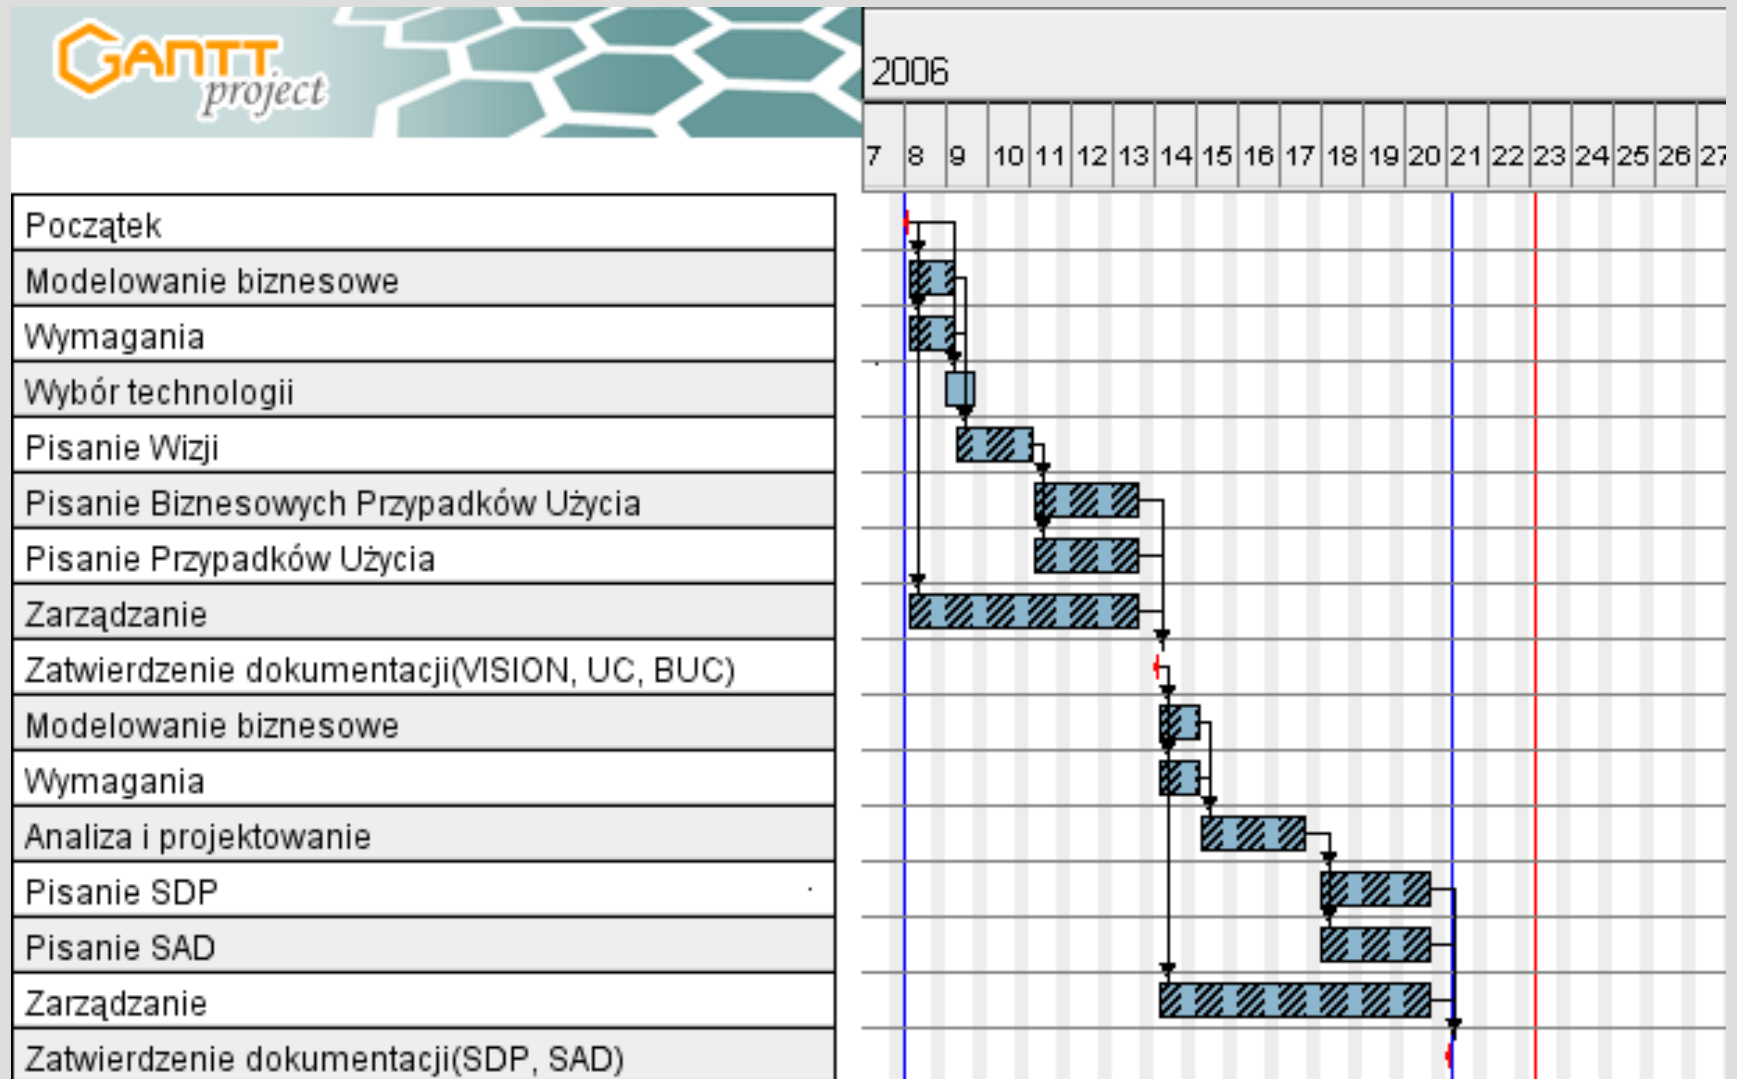 GANTT
project
2006
7 8 9 10 11 12 13 14 15 16 17 18 19 20 21 22 23 24 25 26 27
Początek
Modelowanie biznesowe
Wymagania
Wybór technologii
Pisanie Wizji
Pisanie Biznesowych Przypadków Użycia
Pisanie Przypadków Użycia
Zarządzanie
Zatwierdzenie dokumentacji(VISION, UC, BUC)
Modelowanie biznesowe
Wymagania
Analiza i projektowanie
Pisanie SDP
Pisanie SAD
Zarządzanie
Zatwierdzenie dokumentacji(SDP, SAD)